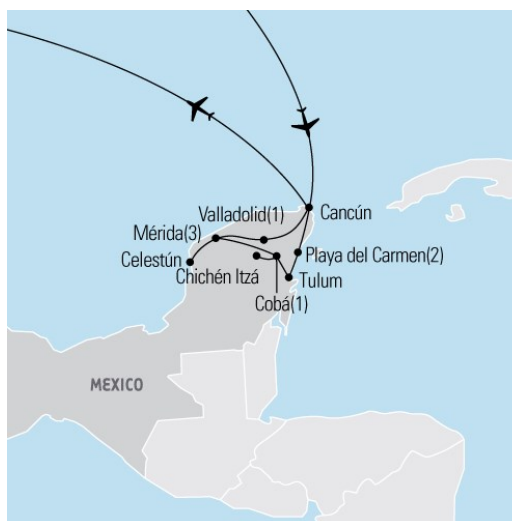 Valladolid(1)
Cancún
Mérida(3)
Playa del Carmen(2)
Celestún
Chichén Itzá
Tulum
Cobá(1)
MEXICO